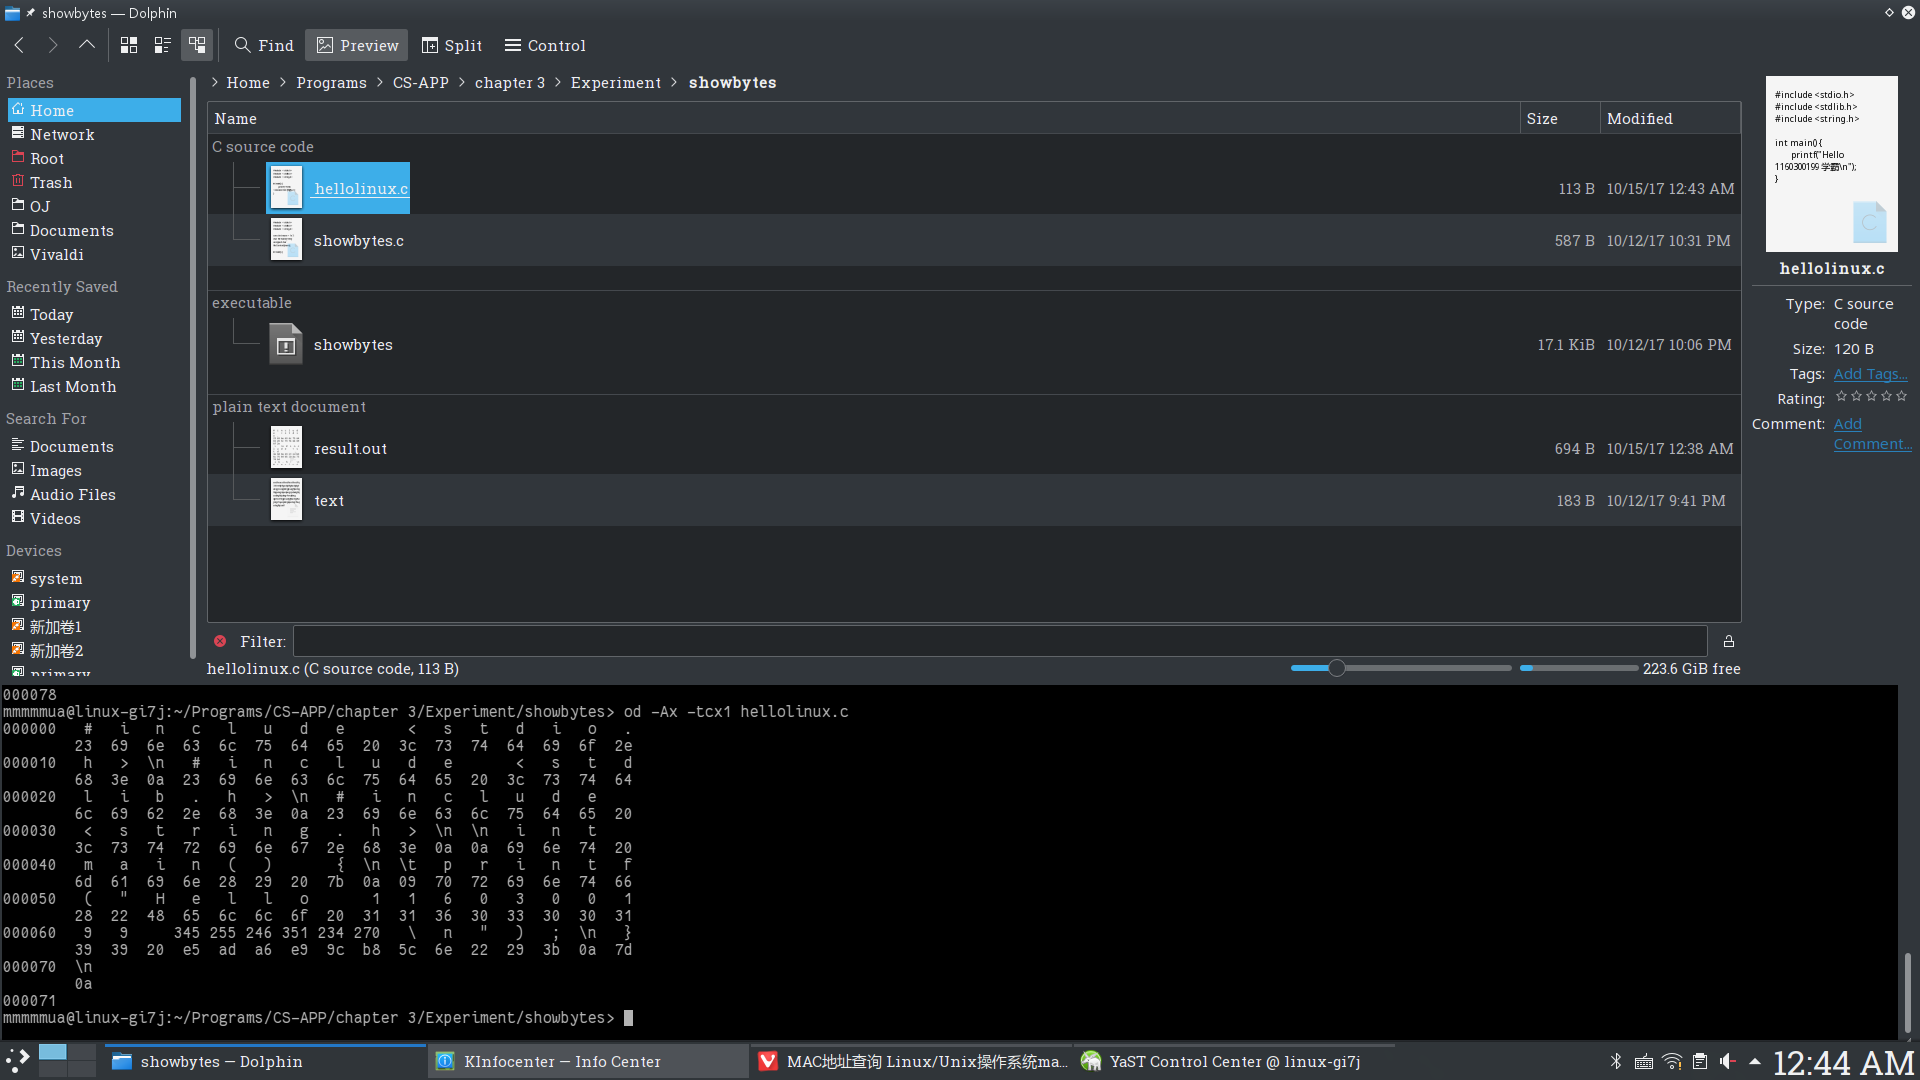 showbytes — Dolphin
Find
Preview
Split
Control
Places
Home
Network
Root
Trash
OJ
Documents
Vivaldi
Recently Saved
Today
Yesterday
This Month
Last Month
Search For
Documents
Images
Audio Files
Videos
Devices
system
primary
新加卷1
新加卷2
primary
> Home > Programs > CS-APP > chapter 3 > Experiment > showbytes
Name Size Modified
C source code
hellolinux.c 113 B 10/15/17 12:43 AM
showbytes.c 587 B 10/12/17 10:31 PM
executable
showbytes 17.1 KiB 10/12/17 10:06 PM
plain text document
result.out 694 B 10/15/17 12:38 AM
text 183 B 10/12/17 9:41 PM
Filter:
hellolinux.c (C source code, 113 B)
223.6 GiB free
#include <stdio.h>
#include <stdlib.h>
#include <string.h>
int main() {
printf("Hello
1160300199 学霸\n");
}
C
hellolinux.c
Type: C source
code
Size: 120 B
Tags: Add Tags...
Rating:
Comment: Add
Comment...
000078
mmmmmua@linux-gi7j:~/Programs/CS-APP/chapter 3/Experiment/showbytes> od -Ax -tcx1 hellolinux.c
000000 # i n c l u d e < s t d i o .
23 69 6e 63 6c 75 64 65 20 3c 73 74 64 69 6f 2e
000010 h > \n # i n c l u d e < s t d
68 3e 0a 23 69 6e 63 6c 75 64 65 20 3c 73 74 64
000020 l i b . h > \n # i n c l u d e
6c 69 62 2e 68 3e 0a 23 69 6e 63 6c 75 64 65 20
000030 < s t r i n g . h > \n \n i n t
3c 73 74 72 69 6e 67 2e 68 3e 0a 0a 69 6e 74 20
000040 m a i n ( ) { \n \t p r i n t f
6d 61 69 6e 28 29 20 7b 0a 09 70 72 69 6e 74 66
000050 ( " H e l l o 1 1 6 0 3 0 0 1
28 22 48 65 6c 6c 6f 20 31 31 36 30 33 30 30 31
000060 9 9 345 255 246 351 234 270 \ n " ) ; \n }
39 39 20 e5 ad a6 e9 9c b8 5c 6e 22 29 3b 0a 7d
000070 \n
0a
000071
mmmmmua@linux-gi7j:~/Programs/CS-APP/chapter 3/Experiment/showbytes>
showbytes — Dolphin
KInfocenter — Info Center
MAC地址查询 Linux/Unix操作系统ma...
YaST Control Center @ linux-gi7j
12:44 AM